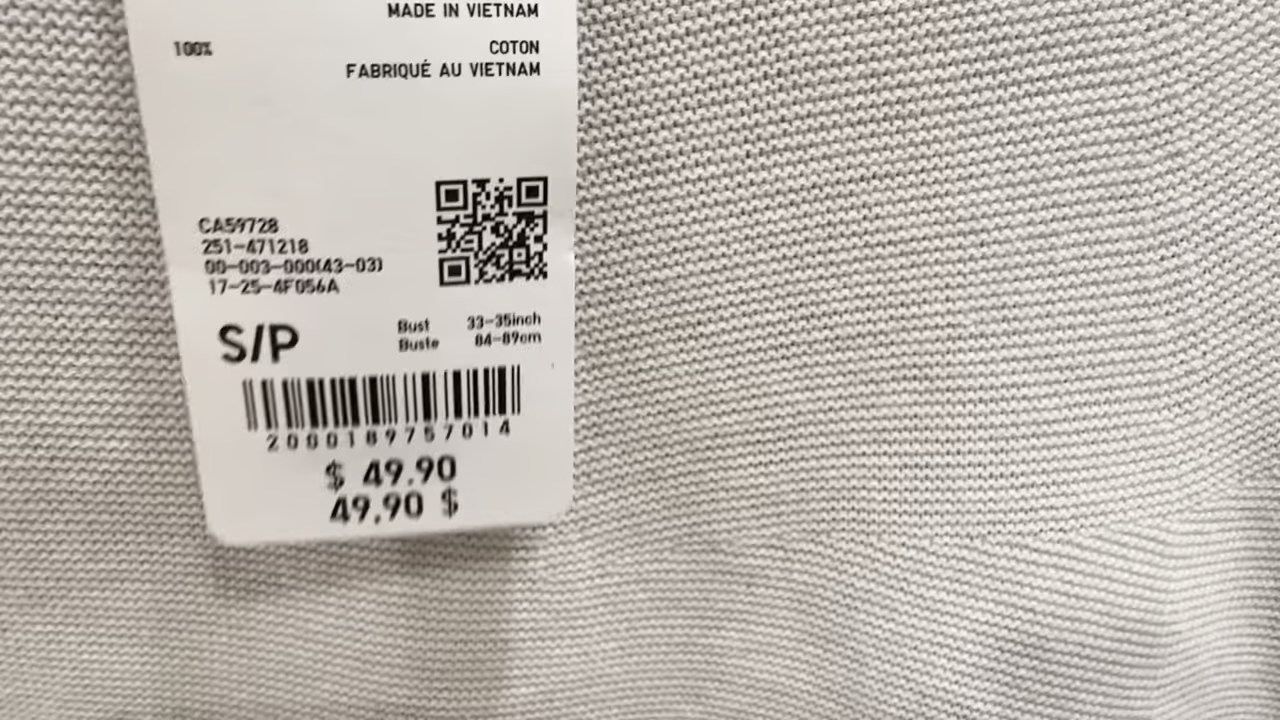 MADE IN VIETNAM
100% COTON
FABRIQUÉ AU VIETNAM
CA59728
251-471218
00-003-000(43-03)
17-25-4F056A
S/P
Bust 33-35inch
Buste 84-89cm
2000189757014
$ 49.90
49,90 $